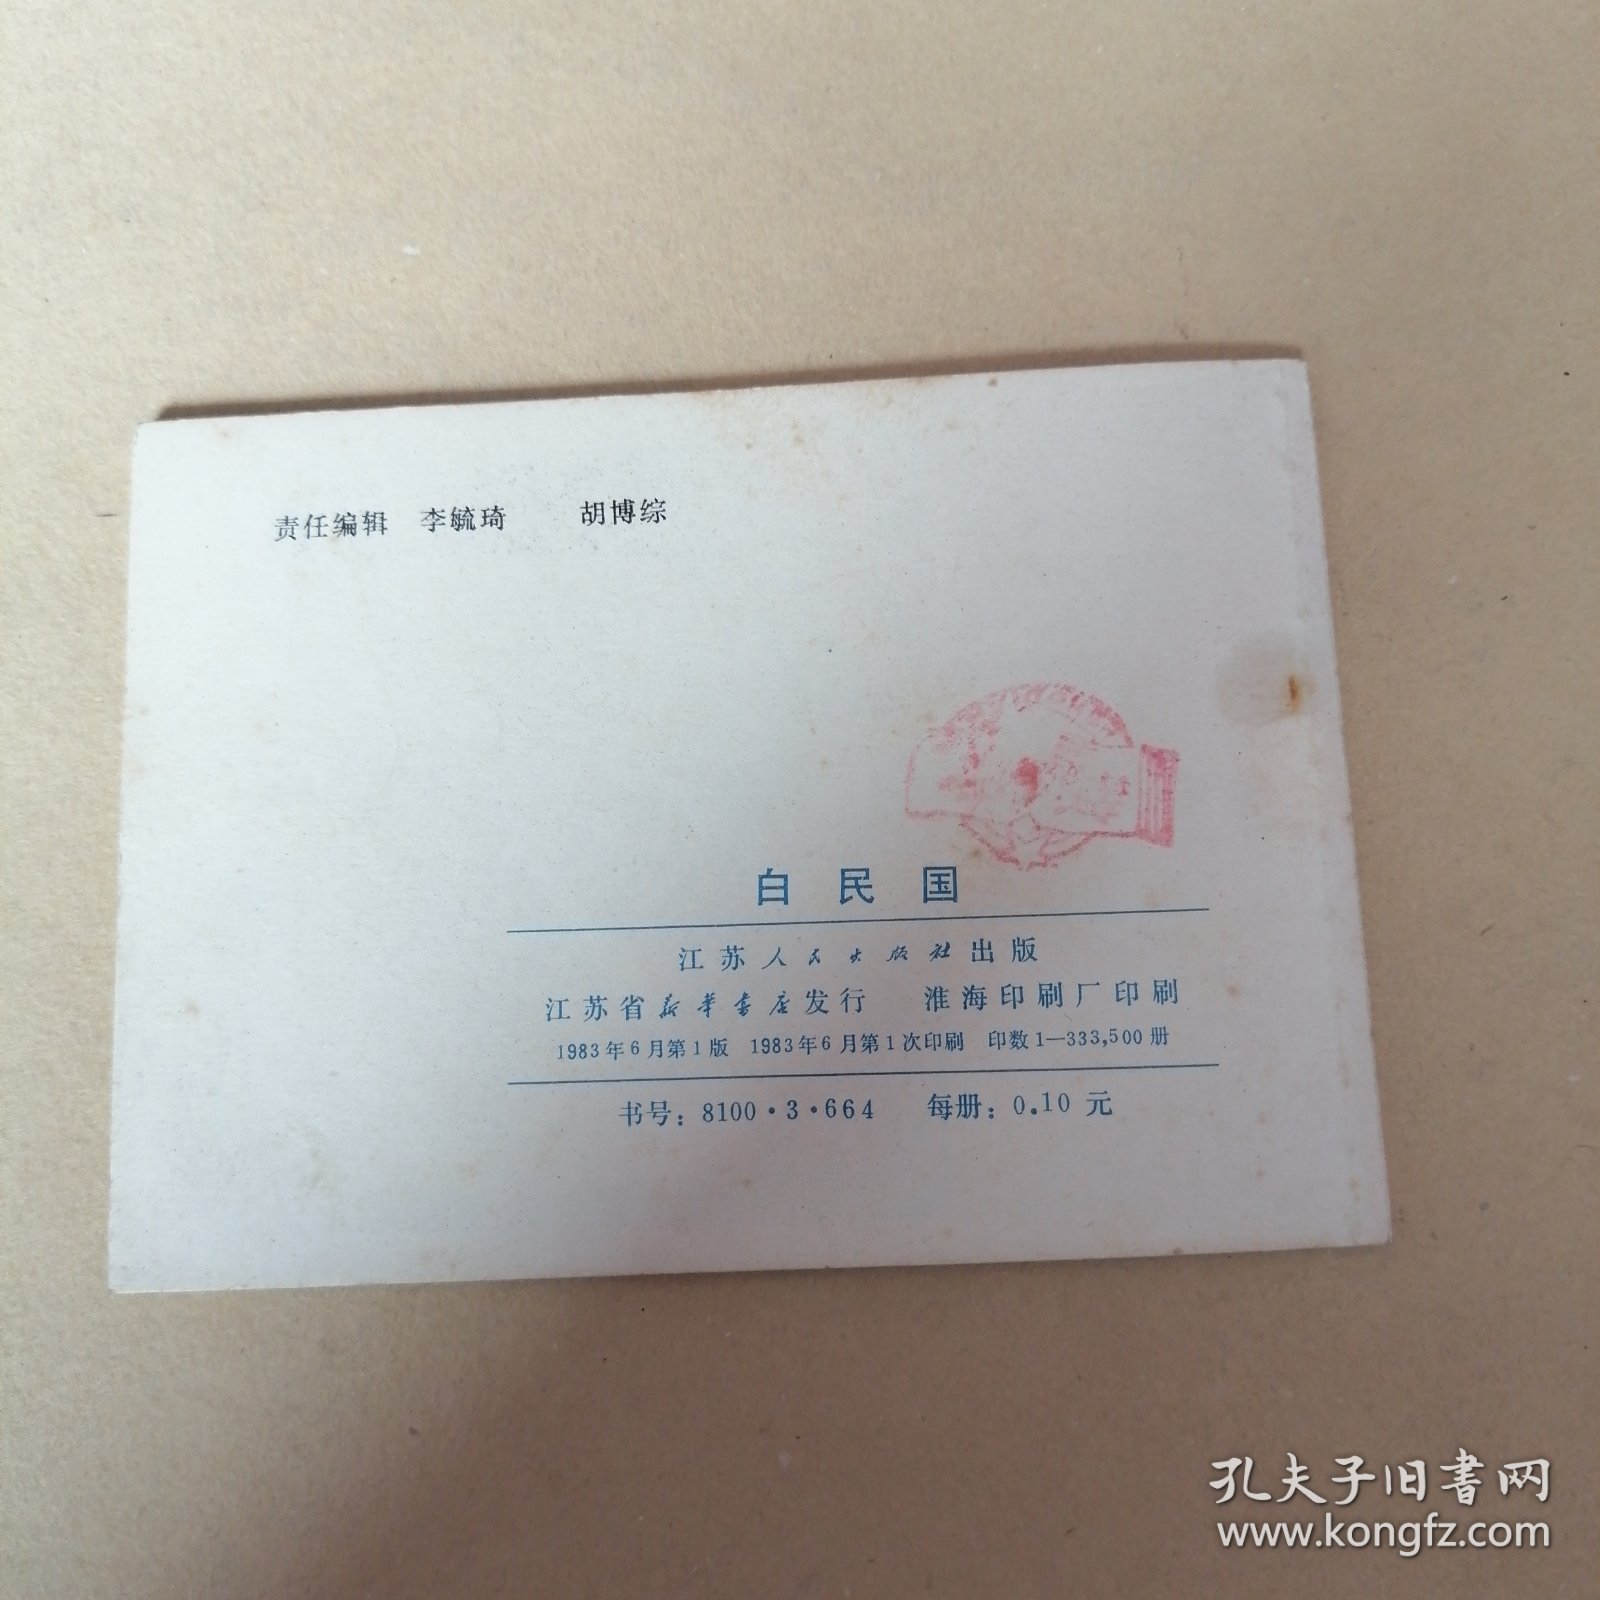 责任编辑 李毓琦 胡博综
白民国
江苏人民出版社出版
江苏省新华书店发行 淮海印刷厂印刷
1983年6月第1版 1983年6月第1次印刷 印数1—333,500册
书号：8100·3·664 每册：0.10元
孔夫子旧书网
www.kongfz.com